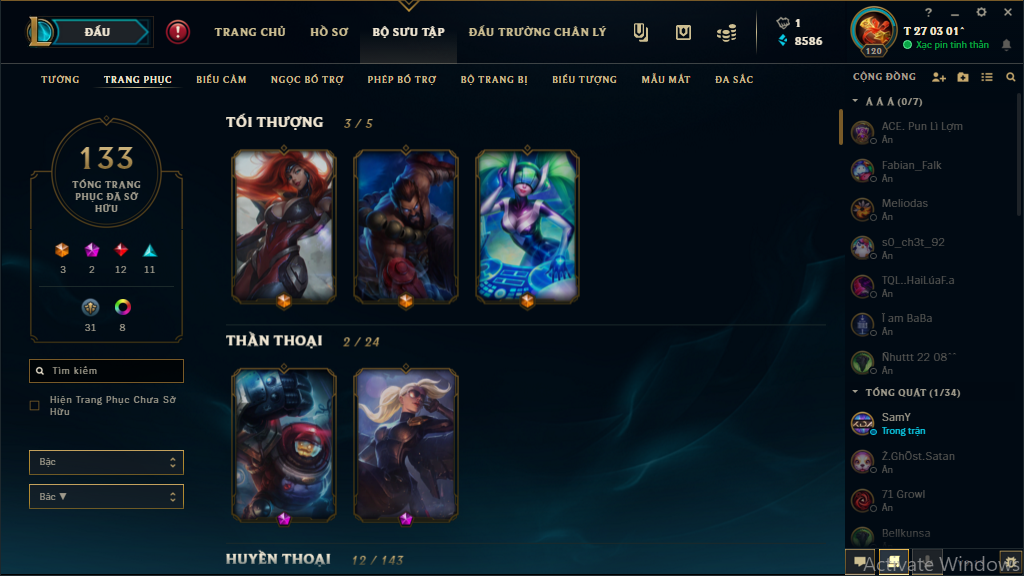 ĐẤU
TRANG CHỦ
HỒ SƠ
BỘ SƯU TẬP
ĐẤU TRƯỜNG CHÂN LÝ
1
8586
120
T 27 03 01^
Xạc pin tinh thần
TƯỚNG
TRANG PHỤC
BIỂU CẢM
NGỌC BỔ TRỢ
PHÉP BỔ TRỢ
BỘ TRANG BỊ
BIỂU TƯỢNG
MẪU MẮT
ĐA SẮC
133
TỔNG TRANG
PHỤC ĐÃ SỞ
HỮU
3
2
12
11
31
8
Tìm kiếm
Hiện Trang Phục Chưa Sở
Hữu
Bậc
Bậc ▼
TỐI THƯỢNG 3 / 5
THẦN THOẠI 2 / 24
HUYỀN THOẠI 12 / 143
CỘNG ĐỒNG
Á Á Á (0/7)
ACE. Pun Lì Lợm
Ẩn
Fabian_Falk
Ẩn
Meliodas
Ẩn
s0_ch3t_92
Ẩn
TQL..HaiLúaF.a
Ẩn
Ï am BaBa
Ẩn
Ñhuttt 22 08^^
Ẩn
TỔNG QUÁT (1/34)
SamY
Trong trận
Ẩn
71 Growl
Ẩn
Bellkunsa
Activate Windows